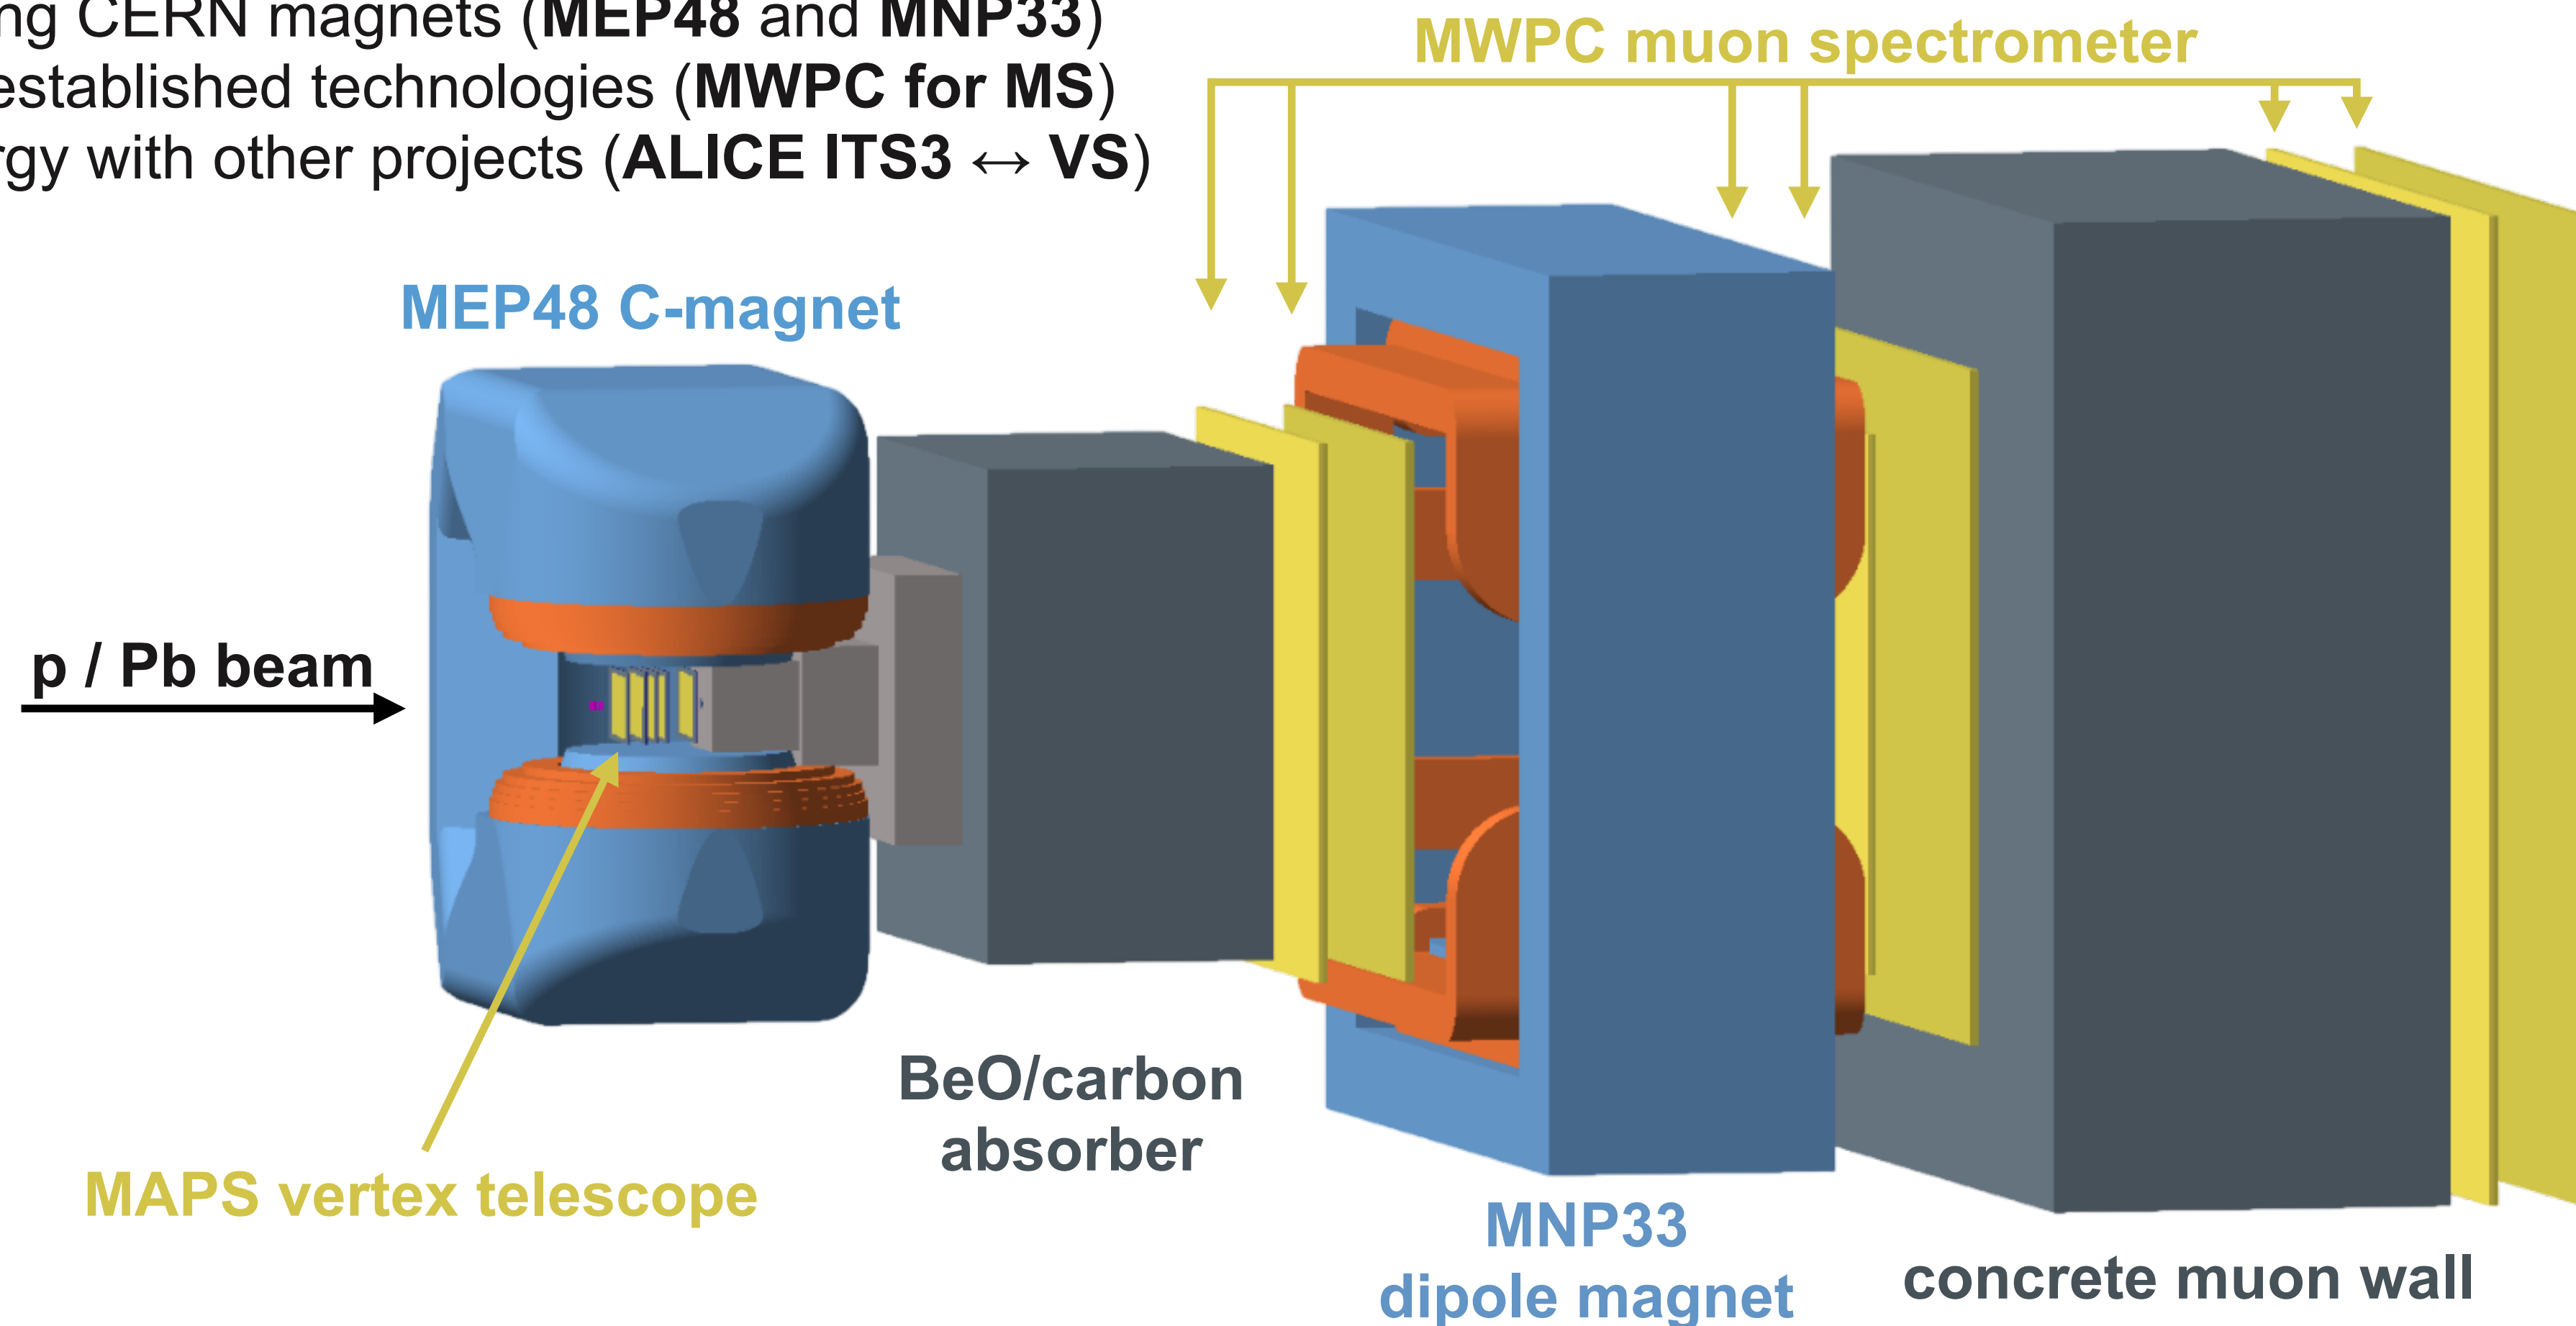 ng CERN magnets (MEP48 and MNP33)
established technologies (MWPC for MS)
rgy with other projects (ALICE ITS3 ↔ VS)
MWPC muon spectrometer
MEP48 C-magnet
p / Pb beam
BeO/carbon
absorber
MAPS vertex telescope
MNP33
dipole magnet
concrete muon wall